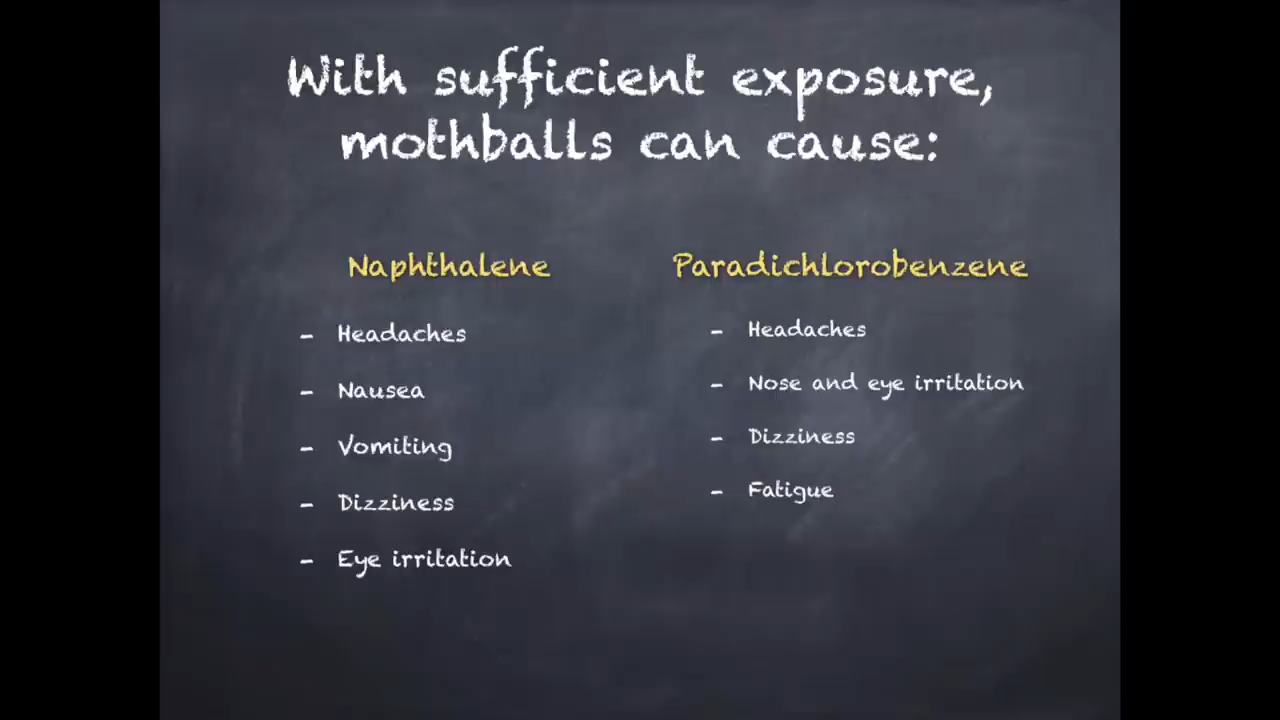 With sufficient exposure,
mothballs can cause:
Naphthalene
- Headaches
- Nausea
- Vomiting
- Dizziness
- Eye irritation
Paradichlorobenzene
- Headaches
- Nose and eye irritation
- Dizziness
- Fatigue